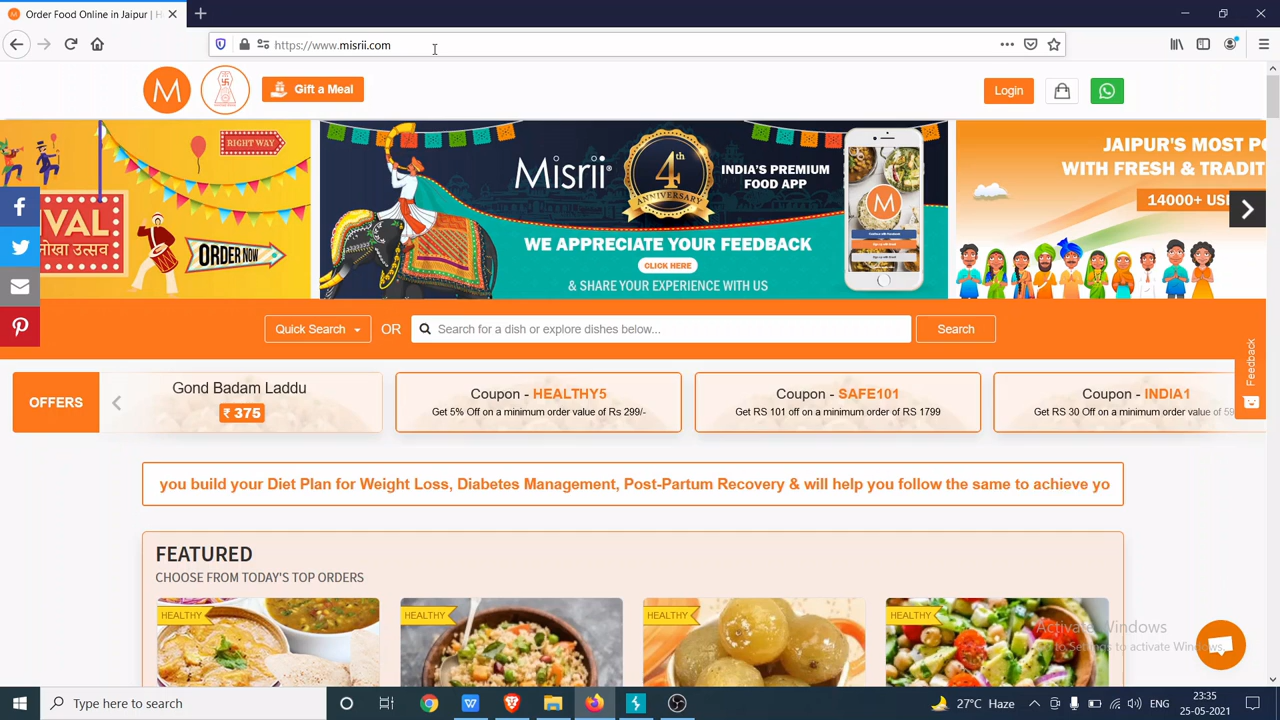 Order Food Online in Jaipur | H
https://www.misrii.com
M
Gift a Meal
Login
RIGHT WAY
VAL
नोखा उत्सव
ORDER NOW
Misrii®
4th
ANNIVERSARY
INDIA'S PREMIUM
FOOD APP
WE APPRECIATE YOUR FEEDBACK
CLICK HERE
& SHARE YOUR EXPERIENCE WITH US
M
JAIPUR'S MOST PO
WITH FRESH & TRADIT
14000+ US
Quick Search
OR
Search for a dish or explore dishes below...
Search
Feedback
OFFERS
Gond Badam Laddu
₹ 375
Coupon - HEALTHY5
Get 5% Off on a minimum order value of Rs 299/-
Coupon - SAFE101
Get RS 101 off on a minimum order of RS 1799
Coupon - INDIA1
Get RS 30 Off on a minimum order value of 59
you build your Diet Plan for Weight Loss, Diabetes Management, Post-Partum Recovery & will help you follow the same to achieve yo
FEATURED
CHOOSE FROM TODAY'S TOP ORDERS
HEALTHY
HEALTHY
HEALTHY
HEALTHY
Activate Windows
Go to Settings to activate Windows.
Type here to search
27°C Haze
ENG
23:35
25-05-2021